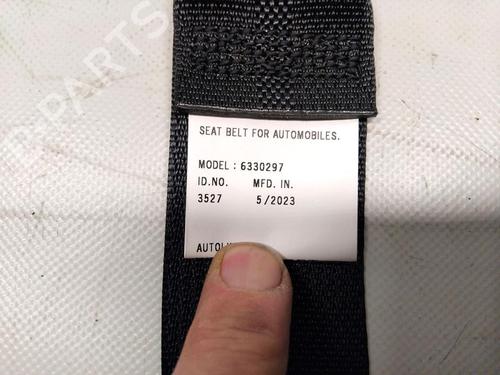 SEAT BELT FOR AUTOMOBILES.
MODEL : 6330297
ID.NO. MFD. IN.
3527 5/2023